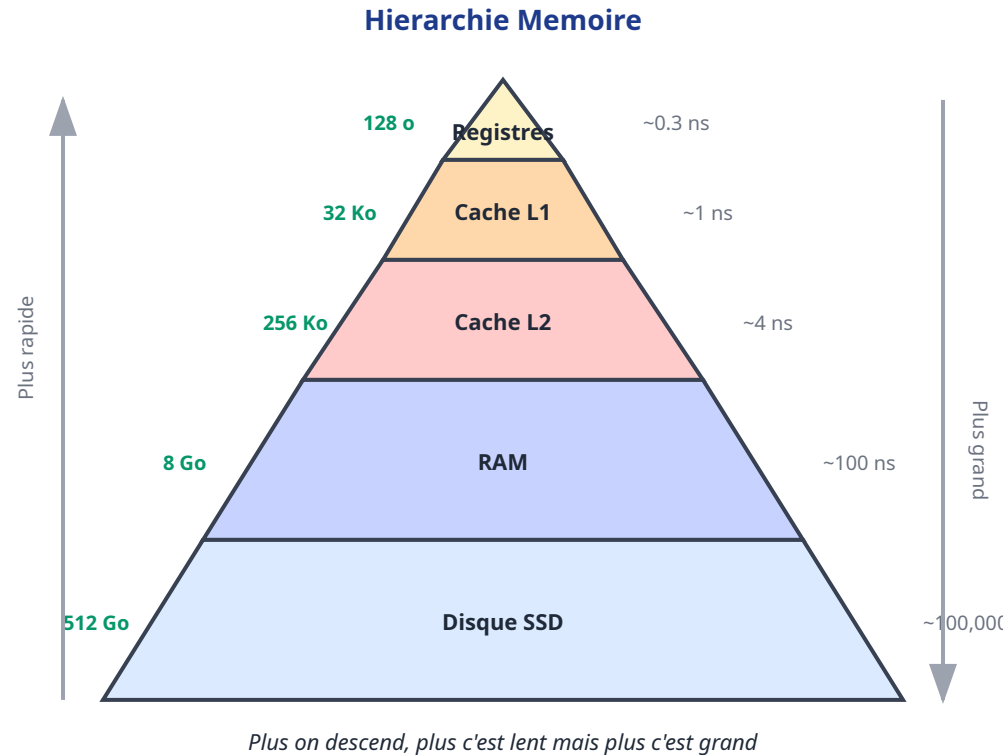 Hierarchie Memoire
128 o
Registres
~0.3 ns
32 Ko
Cache L1
~1 ns
256 Ko
Cache L2
~4 ns
Plus rapide
Plus grand
8 Go
RAM
~100 ns
512 Go
Disque SSD
~100,000
Plus on descend, plus c'est lent mais plus c'est grand